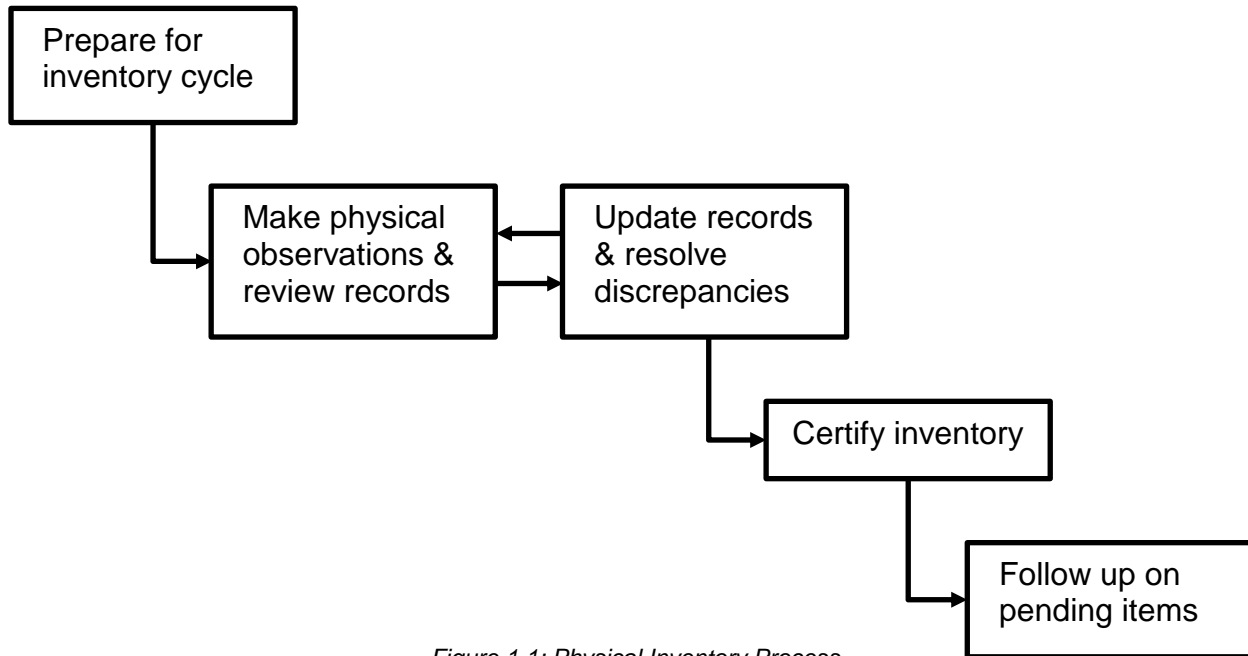 Prepare for
inventory cycle
Make physical
observations &
review records
Update records
& resolve
discrepancies
Certify inventory
Follow up on
pending items
Figure 1.1: Physical Inventory Process